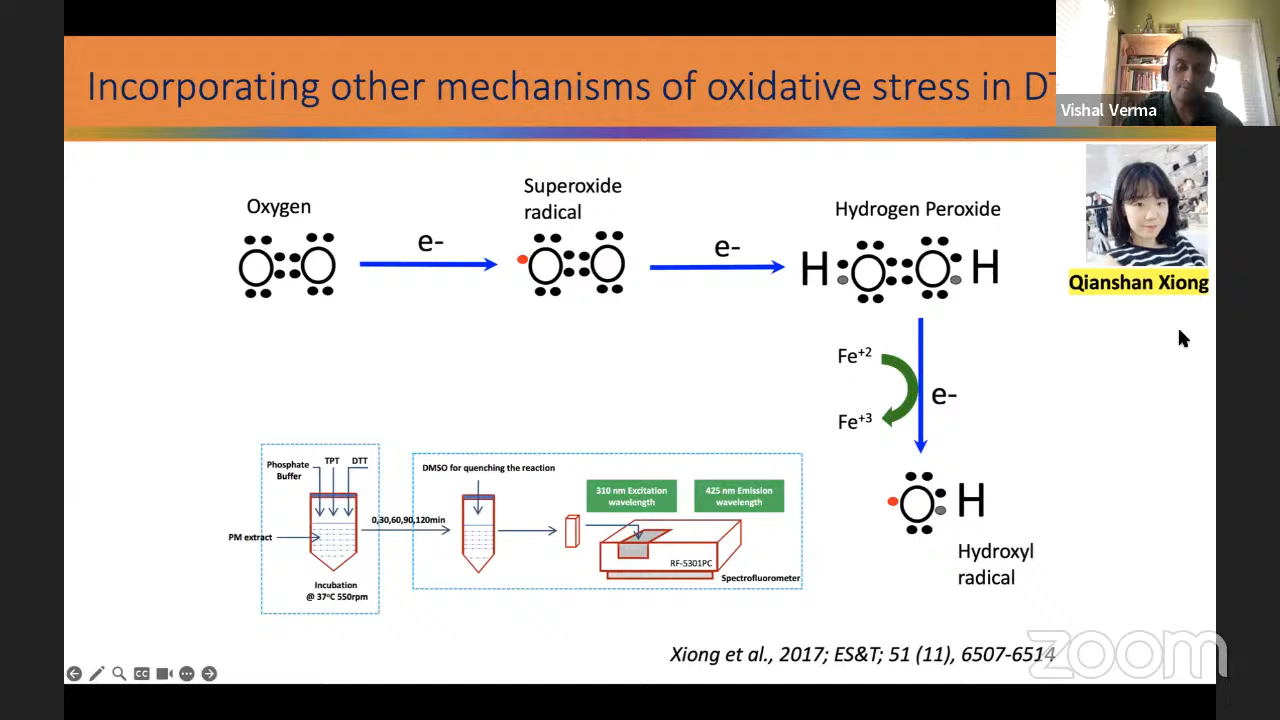 Incorporating other mechanisms of oxidative stress in
Vishal Verma
Oxygen
e-
Superoxide
radical
e-
Hydrogen Peroxide
H O O H
Qianshan Xiong
Fe+2
Fe+3
e-
O H
Hydroxyl
radical
Phosphate
Buffer
TPT
DTT
PM extract
Incubation
@ 37°C 550rpm
0,30,60,90,120min
DMSO for quenching the reaction
310 nm Excitation
wavelength
425 nm Emission
wavelength
RF-5301PC
Spectrofluorometer
Xiong et al., 2017; ES&T; 51 (11), 6507-6514
zoom
CC